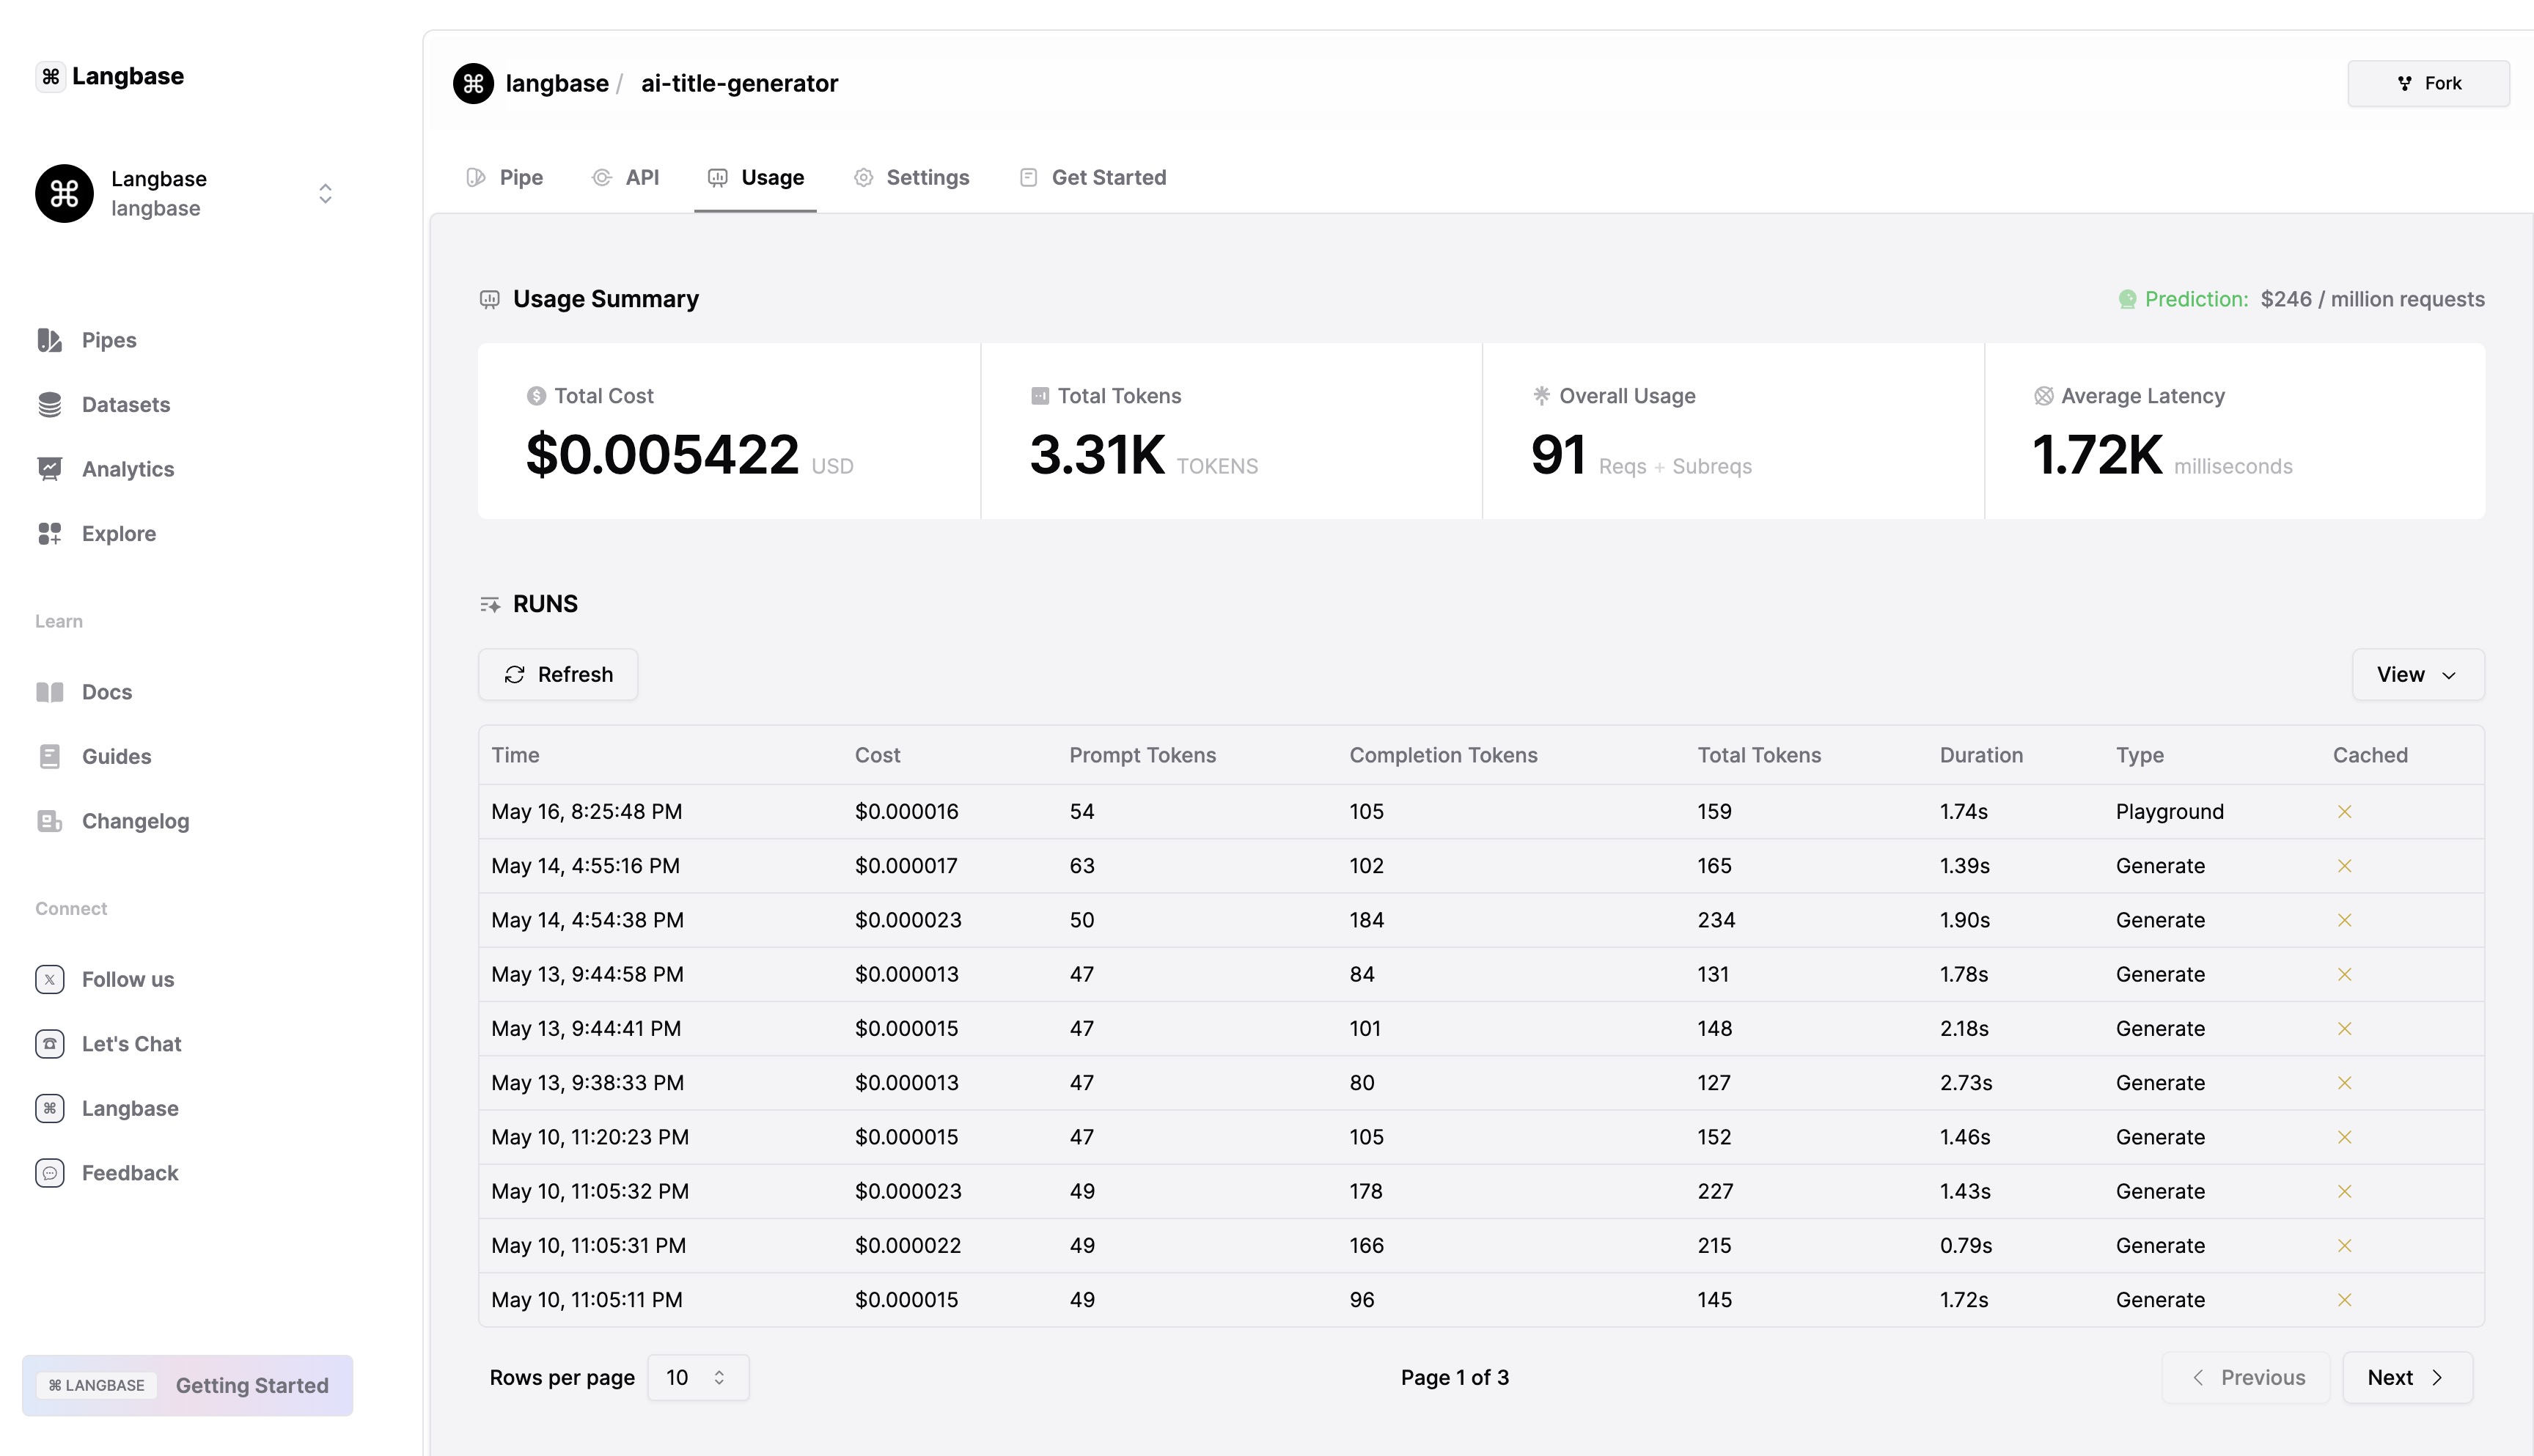 ⌘ Langbase
Langbase
langbase
Pipes
Datasets
Analytics
Explore
Learn
Docs
Guides
Changelog
Connect
Follow us
Let's Chat
Langbase
Feedback
⌘ LANGBASE Getting Started
langbase / ai-title-generator
Fork
Pipe API Usage Settings Get Started
Usage Summary
Prediction: $246 / million requests
Total Cost
$0.005422 USD
Total Tokens
3.31K TOKENS
Overall Usage
91 Reqs + Subreqs
Average Latency
1.72K milliseconds
RUNS
Refresh
View
Time Cost Prompt Tokens Completion Tokens Total Tokens Duration Type Cached
May 16, 8:25:48 PM $0.000016 54 105 159 1.74s Playground
May 14, 4:55:16 PM $0.000017 63 102 165 1.39s Generate
May 14, 4:54:38 PM $0.000023 50 184 234 1.90s Generate
May 13, 9:44:58 PM $0.000013 47 84 131 1.78s Generate
May 13, 9:44:41 PM $0.000015 47 101 148 2.18s Generate
May 13, 9:38:33 PM $0.000013 47 80 127 2.73s Generate
May 10, 11:20:23 PM $0.000015 47 105 152 1.46s Generate
May 10, 11:05:32 PM $0.000023 49 178 227 1.43s Generate
May 10, 11:05:31 PM $0.000022 49 166 215 0.79s Generate
May 10, 11:05:11 PM $0.000015 49 96 145 1.72s Generate
Rows per page 10
Page 1 of 3
Previous
Next